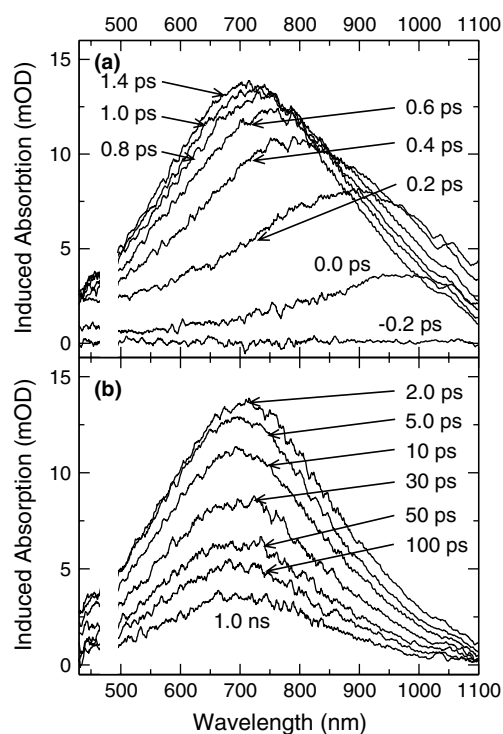 500 600 700 800 900 1000 1100
15
10
5
0
Induced Absorbtion (mOD)
(a)
1.4 ps
1.0 ps
0.8 ps
0.6 ps
0.4 ps
0.2 ps
0.0 ps
-0.2 ps
15
10
5
0
Induced Absorption (mOD)
(b)
2.0 ps
5.0 ps
10 ps
30 ps
50 ps
100 ps
1.0 ns
500 600 700 800 900 1000 1100
Wavelength (nm)